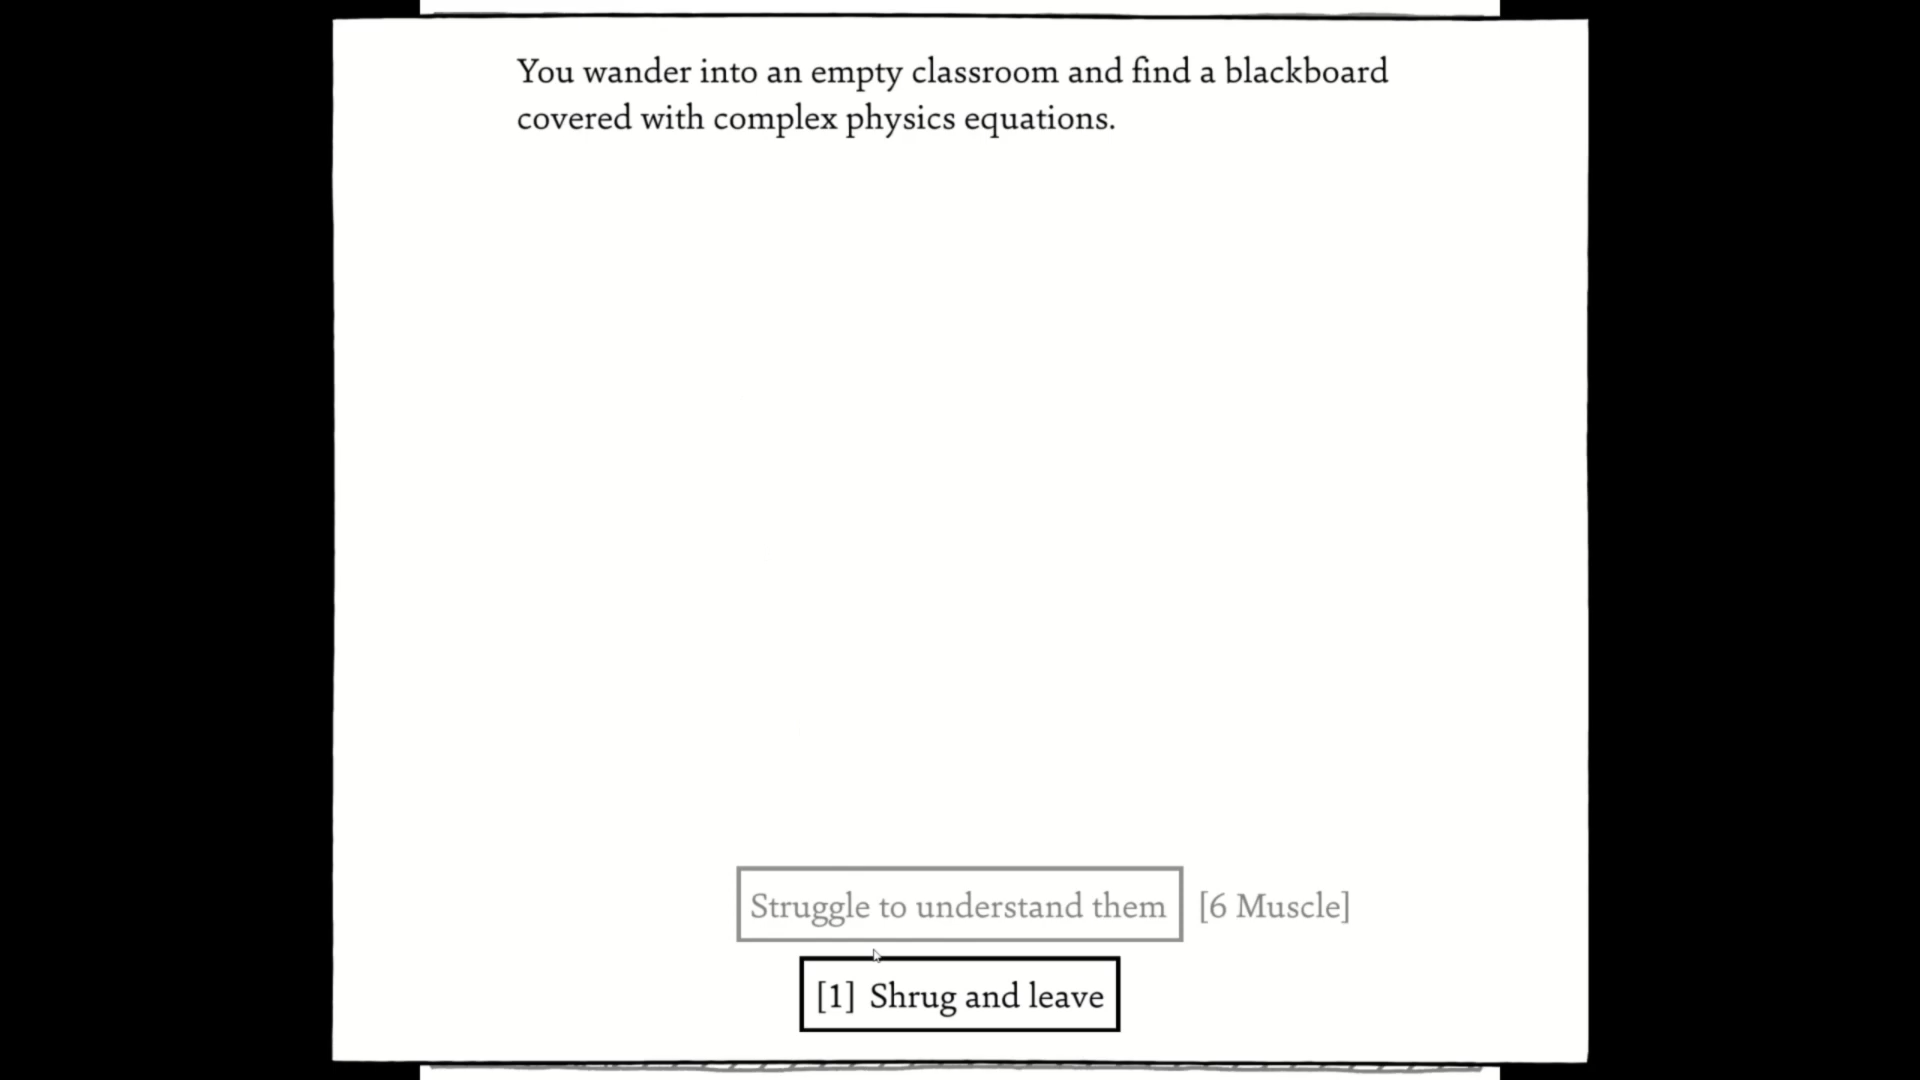 You wander into an empty classroom and find a blackboard
covered with complex physics equations.
Struggle to understand them [6 Muscle]
[1] Shrug and leave